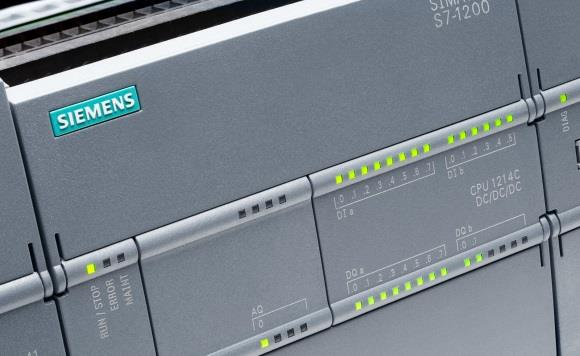 S7-1200
SIEMENS
DIAG
.0 .1 .2 .3 .4 .5 .6 .7
DI a
.0 .1 .2 .3 .4 .5
DI b
CPU 1214C
DC/DC/DC
RUN / STOP
ERROR
MAINT
DQ a
.0 .1 .2 .3 .4 .5 .6 .7
DQ b
.0 .1
AQ
0